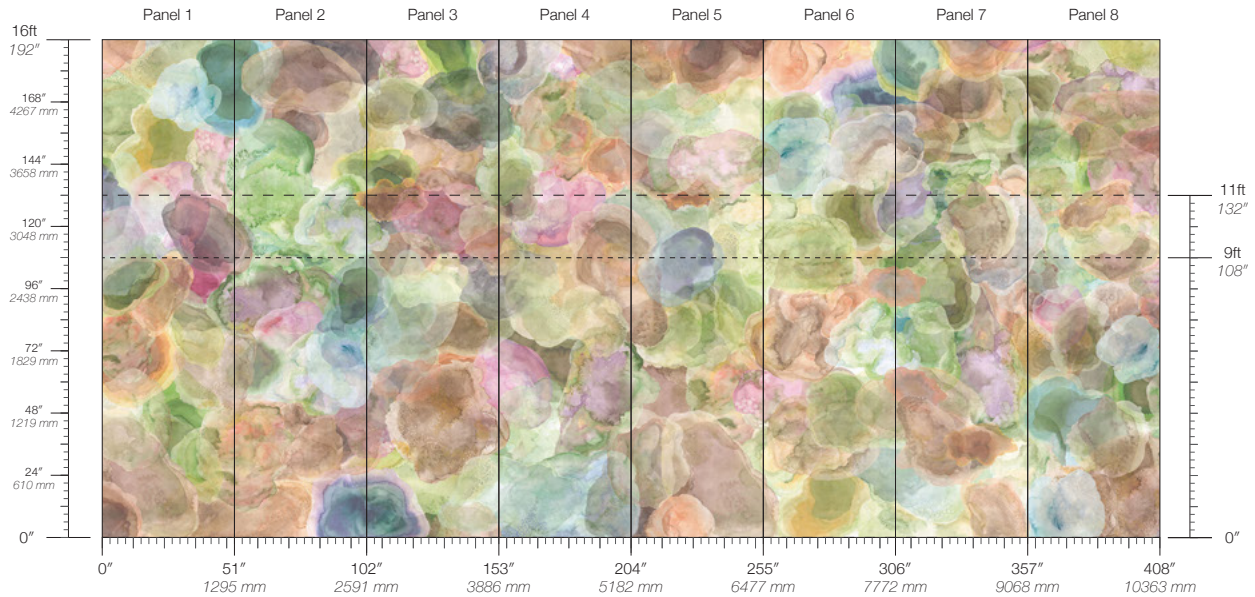 Panel 1 Panel 2 Panel 3 Panel 4 Panel 5 Panel 6 Panel 7 Panel 8
16ft
192"
168"
4267 mm
144"
3658 mm
11ft
132"
120"
3048 mm
9ft
108"
96"
2438 mm
72"
1829 mm
48"
1219 mm
24"
610 mm
0" 0"
0" 51" 102" 153" 204" 255" 306" 357" 408"
1295 mm 2591 mm 3886 mm 5182 mm 6477 mm 7772 mm 9068 mm 10363 mm